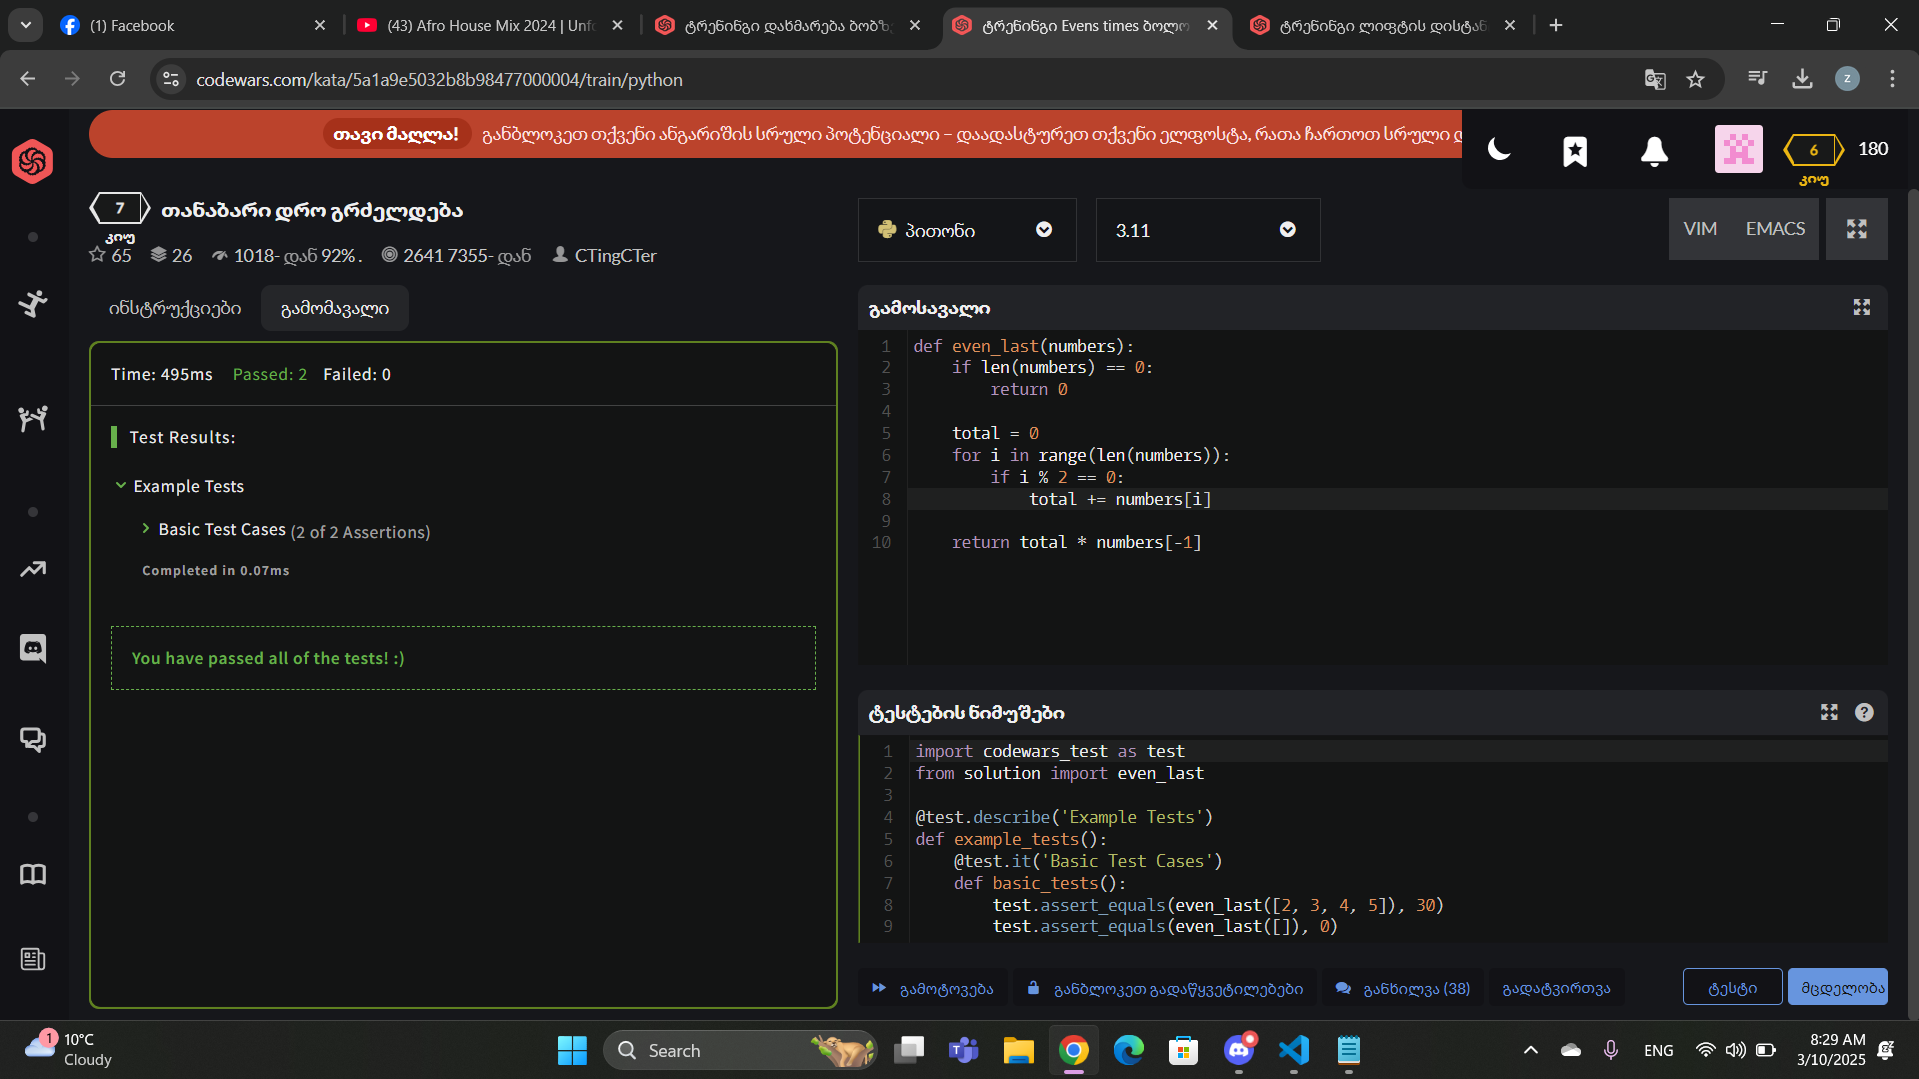 (1) Facebook
(43) Afro House Mix 2024 | Unfo
ტრენინგი დახმარება ბობზ
ტრენინგი Evens times ბოლო
ტრენინგი ლიფტის დისტან
codewars.com/kata/5a1a9e5032b8b98477000004/train/python
z
თავი მაღლა! განბლოკეთ თქვენი ანგარიშის სრული პოტენციალი – დაადასტურეთ თქვენი ელფოსტა, რათა ჩართოთ სრული დ
6
კიუ
180
7
კიუ
თანაბარი დრო გრძელდება
65 26 1018- დან 92% . 2641 7355- დან CTingCTer
პითონი
3.11
VIM EMACS
ინსტრუქციები გამომავალი
Time: 495ms Passed: 2 Failed: 0
Test Results:
Example Tests
Basic Test Cases (2 of 2 Assertions)
Completed in 0.07ms
You have passed all of the tests! :)
გამოსავალი
1 def even_last(numbers):
2 if len(numbers) == 0:
3 return 0
4
5 total = 0
6 for i in range(len(numbers)):
7 if i % 2 == 0:
8 total += numbers[i]
9
10 return total * numbers[-1]
ტესტების ნიმუშები
?
1 import codewars_test as test
2 from solution import even_last
3
4 @test.describe('Example Tests')
5 def example_tests():
6 @test.it('Basic Test Cases')
7 def basic_tests():
8 test.assert_equals(even_last([2, 3, 4, 5]), 30)
9 test.assert_equals(even_last([]), 0)
გამოტოვება განბლოკეთ გადაწყვეტილებები განხილვა (38) გადატვირთვა ტესტი მცდელობა
1
10°C
Cloudy
Search
ENG
8:29 AM
3/10/2025